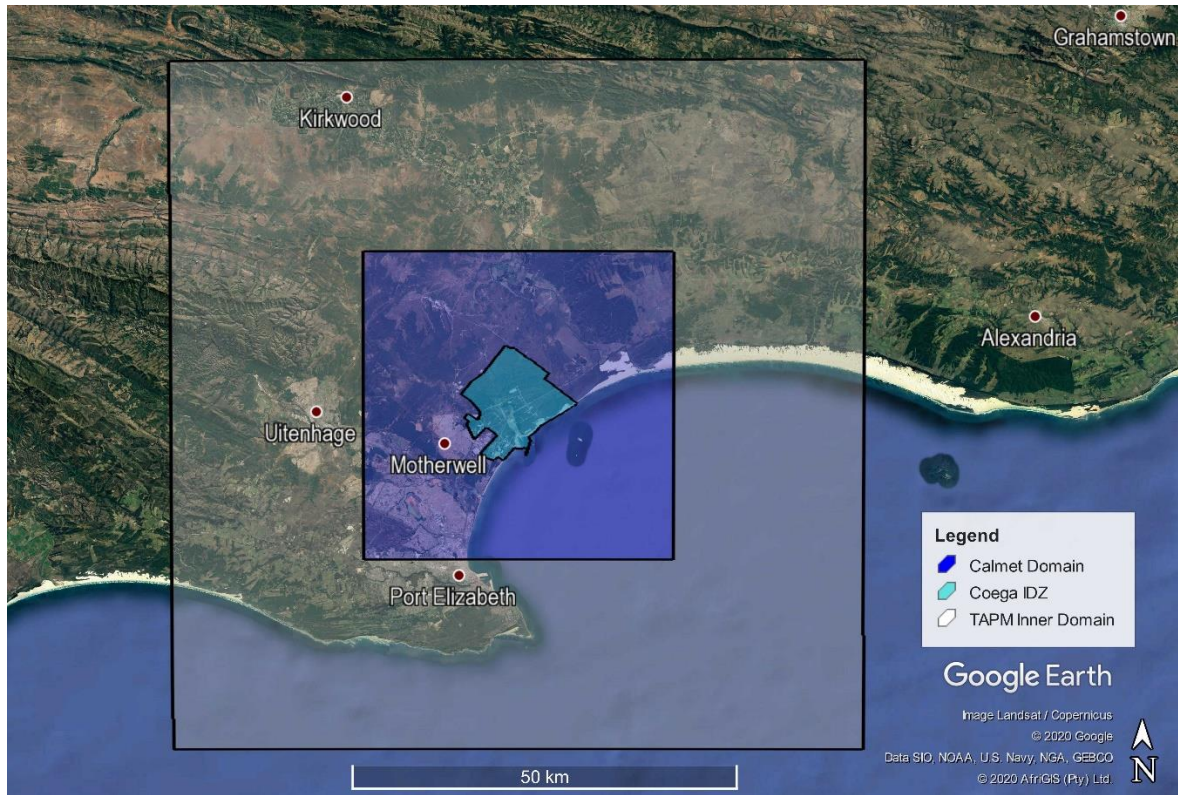 Grahamstown
Kirkwood
Alexandria
Uitenhage
Motherwell
Port Elizabeth
Legend
Calmet Domain
Coega IDZ
TAPM Inner Domain
Google Earth
Image Landsat / Copernicus
© 2020 Google
Data SIO, NOAA, U.S. Navy, NGA, GEBCO
© 2020 AfriGIS (Pty) Ltd.
N
50 km